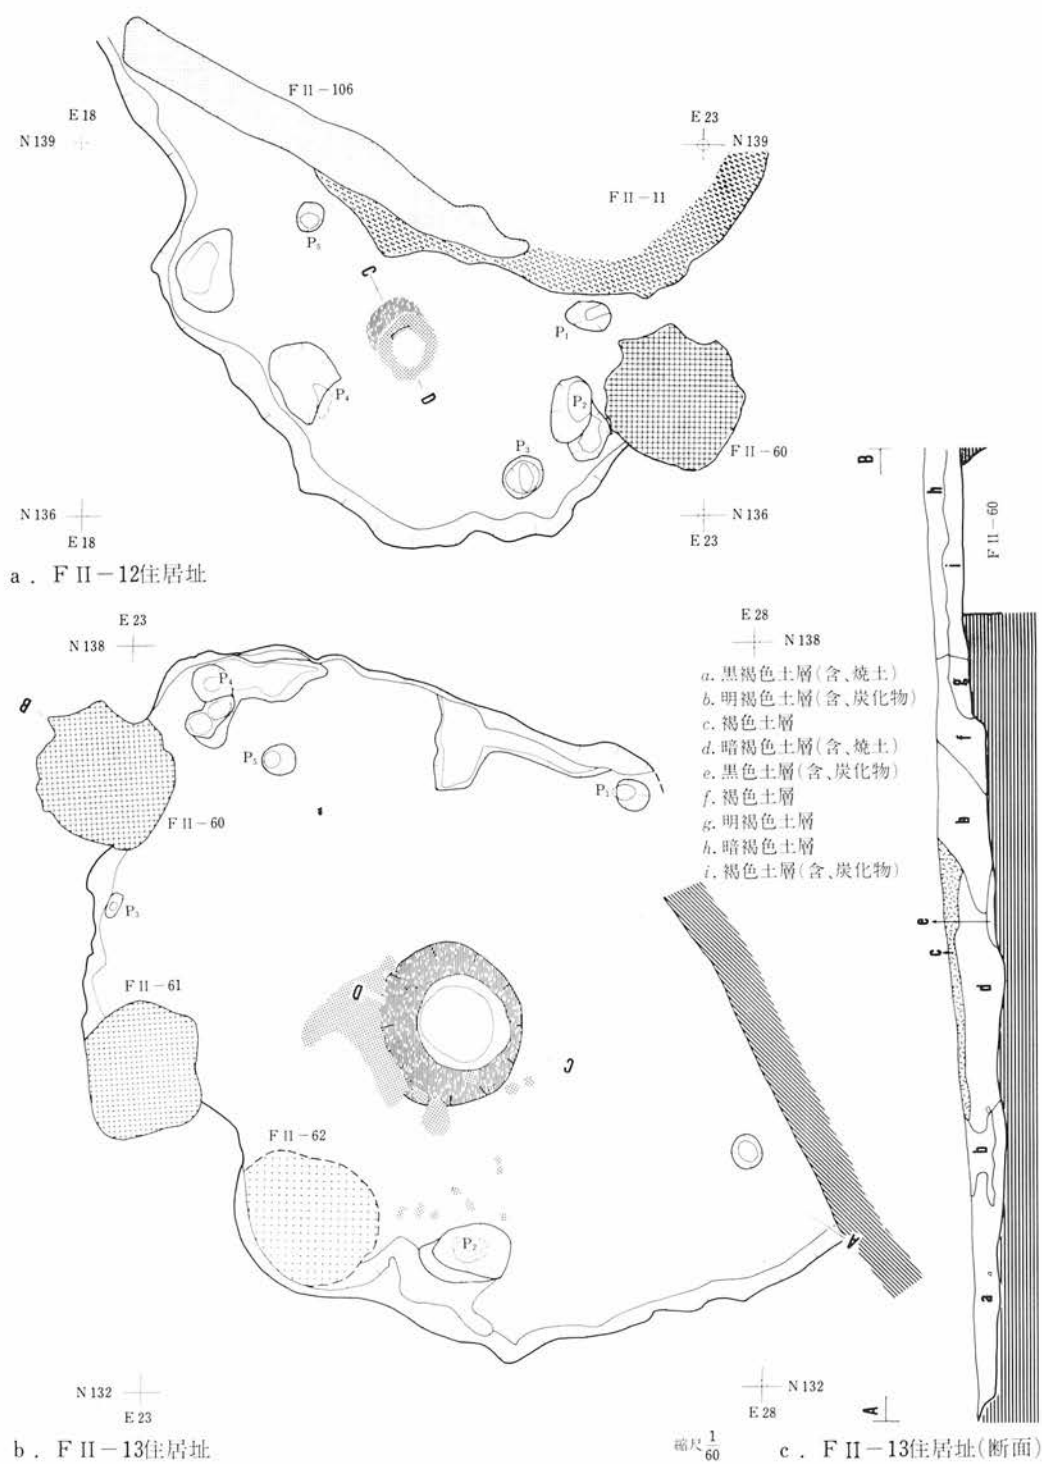 F II－106
E 18
N 139
E 23
N 139
F II－11
P₅
C
P₁
P₄
D
P₂
P₃
F II－60
N 136
E 18
N 136
E 23
a．F II－12住居址
B
h
i
F II－60
g
f
B
e
c
d
b
a
A
E 23
N 138
E 28
N 138
a. 黒褐色土層(含、焼土)
b. 明褐色土層(含、炭化物)
c. 褐色土層
d. 暗褐色土層(含、焼土)
e. 黒色土層(含、炭化物)
f. 褐色土層
g. 明褐色土層
h. 暗褐色土層
i. 褐色土層(含、炭化物)
B
P₄
P₅
P₁
F II－60
P₃
F II－61
D
C
F II－62
P₂
A
N 132
E 23
N 132
E 28
b．F II－13住居址
縮尺 1/60
c．F II－13住居址(断面)